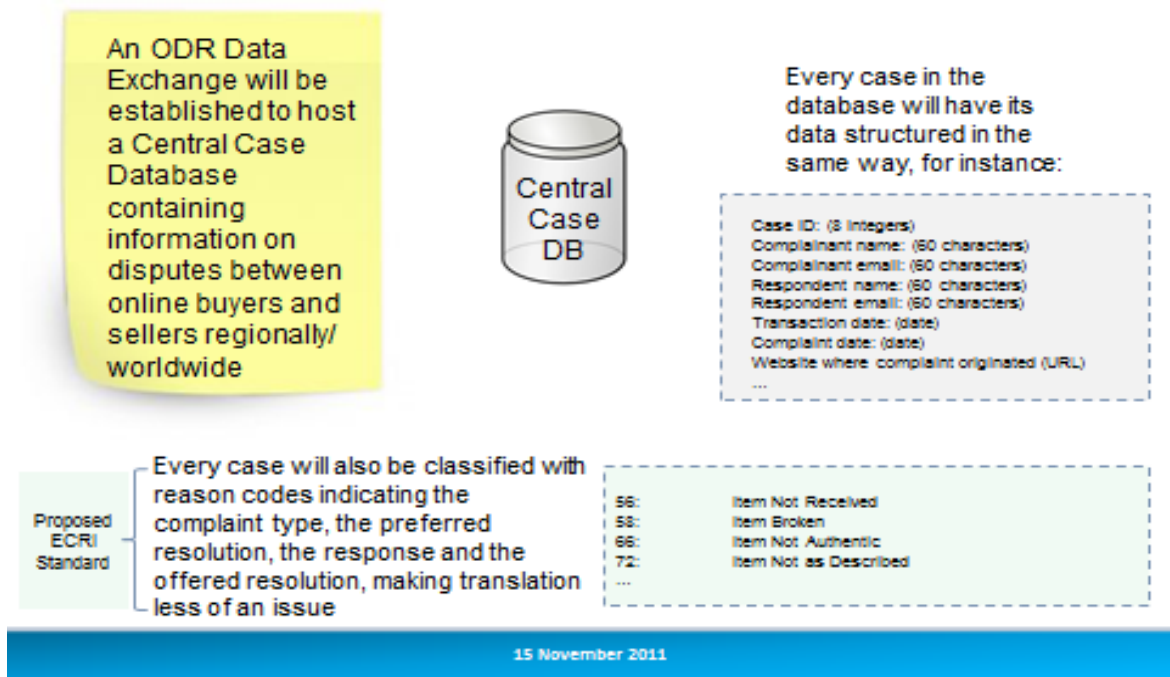 An ODR Data
Exchange will be
established to host
a Central Case
Database
containing
information on
disputes between
online buyers and
sellers regionally/
worldwide
Central
Case
DB
Every case in the
database will have its
data structured in the
same way, for instance:
Case ID: (8 integers)
Complainant name: (60 characters)
Complainant email: (60 characters)
Respondent name: (60 characters)
Respondent email: (60 characters)
Transaction date: (date)
Complaint date: (date)
Website where complaint originated (URL)
...
Proposed
ECRI
Standard
Every case will also be classified with
reason codes indicating the
complaint type, the preferred
resolution, the response and the
offered resolution, making translation
less of an issue
56: Item Not Received
58: Item Broken
66: Item Not Authentic
72: Item Not as Described
...
15 November 2011